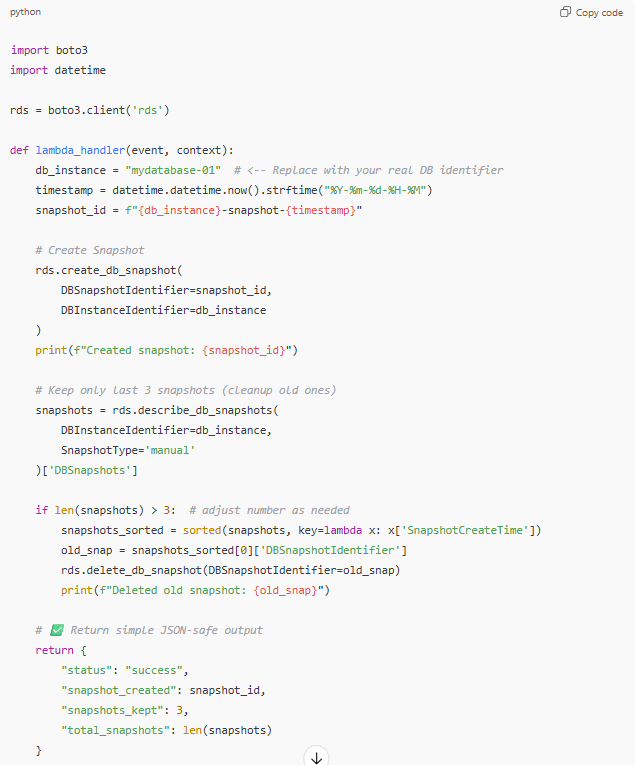 python
Copy code
import boto3
import datetime
rds = boto3.client('rds')
def lambda_handler(event, context):
    db_instance = "mydatabase-01"  # <-- Replace with your real DB identifier
    timestamp = datetime.datetime.now().strftime("%Y-%m-%d-%H-%M")
    snapshot_id = f"{db_instance}-snapshot-{timestamp}"
    # Create Snapshot
    rds.create_db_snapshot(
        DBSnapshotIdentifier=snapshot_id,
        DBInstanceIdentifier=db_instance
    )
    print(f"Created snapshot: {snapshot_id}")
    # Keep only last 3 snapshots (cleanup old ones)
    snapshots = rds.describe_db_snapshots(
        DBInstanceIdentifier=db_instance,
        SnapshotType='manual'
    )['DBSnapshots']
    if len(snapshots) > 3:  # adjust number as needed
        snapshots_sorted = sorted(snapshots, key=lambda x: x['SnapshotCreateTime'])
        old_snap = snapshots_sorted[0]['DBSnapshotIdentifier']
        rds.delete_db_snapshot(DBSnapshotIdentifier=old_snap)
        print(f"Deleted old snapshot: {old_snap}")
    # ✅ Return simple JSON-safe output
    return {
        "status": "success",
        "snapshot_created": snapshot_id,
        "snapshots_kept": 3,
        "total_snapshots": len(snapshots)
    }